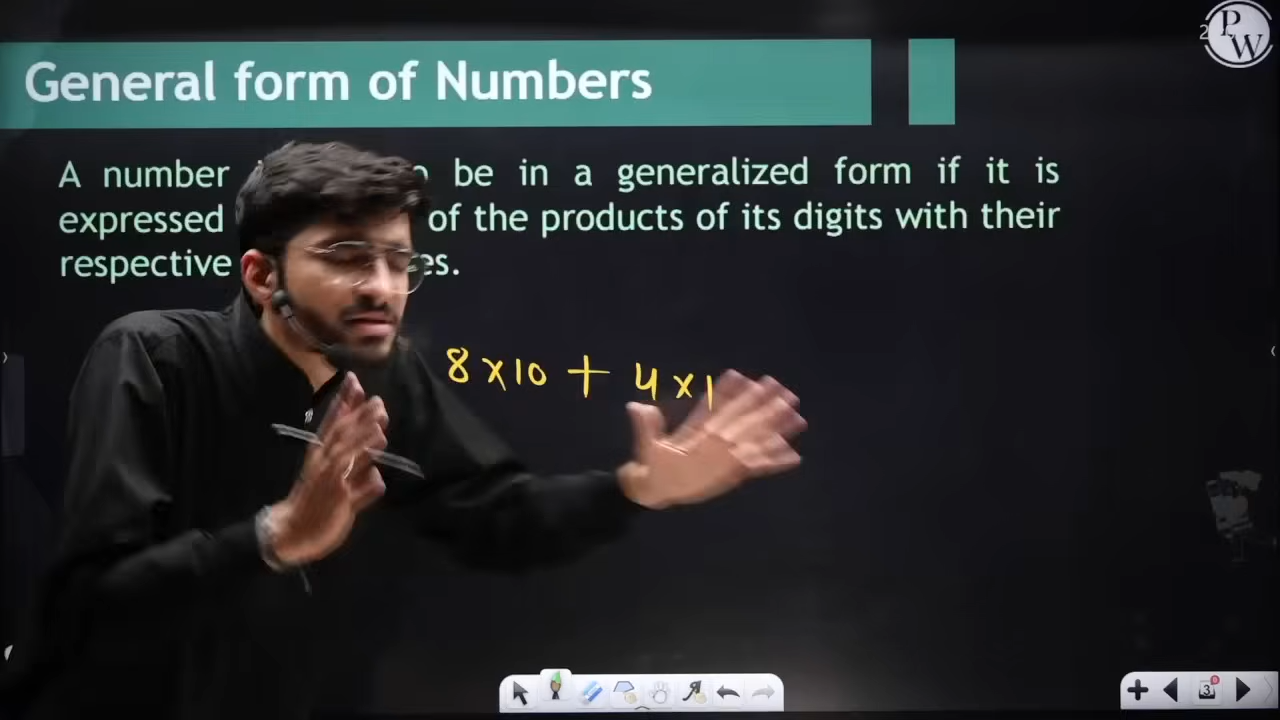 PW
General form of Numbers
A number be in a generalized form if it is
expressed of the products of its digits with their
respective
8 × 10 + 4 × 1
3